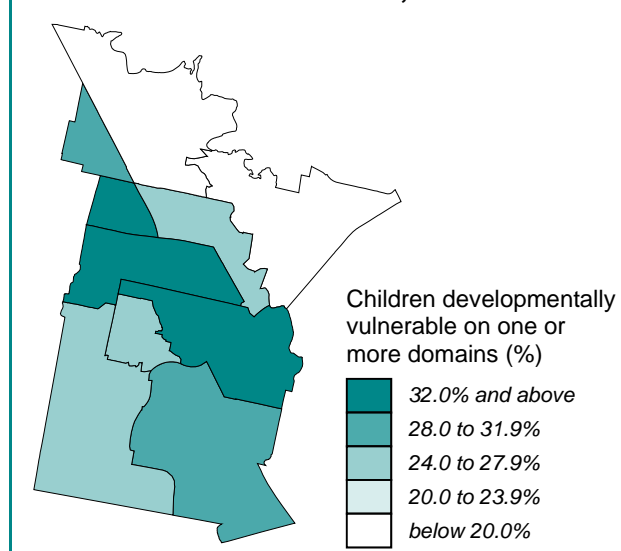 Children developmentally
vulnerable on one or
more domains (%)
32.0% and above
28.0 to 31.9%
24.0 to 27.9%
20.0 to 23.9%
below 20.0%